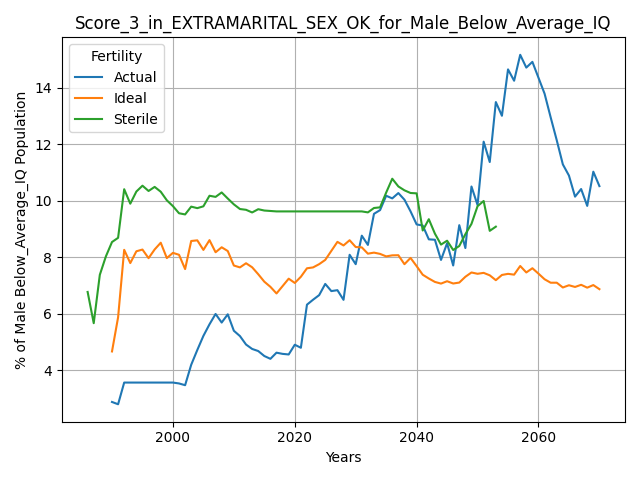 Score_3_in_EXTRAMARITAL_SEX_OK_for_Male_Below_Average_IQ
Fertility
Actual
Ideal
Sterile
% of Male Below_Average_IQ Population
14
12
10
8
6
4
2000 2020 2040 2060
Years